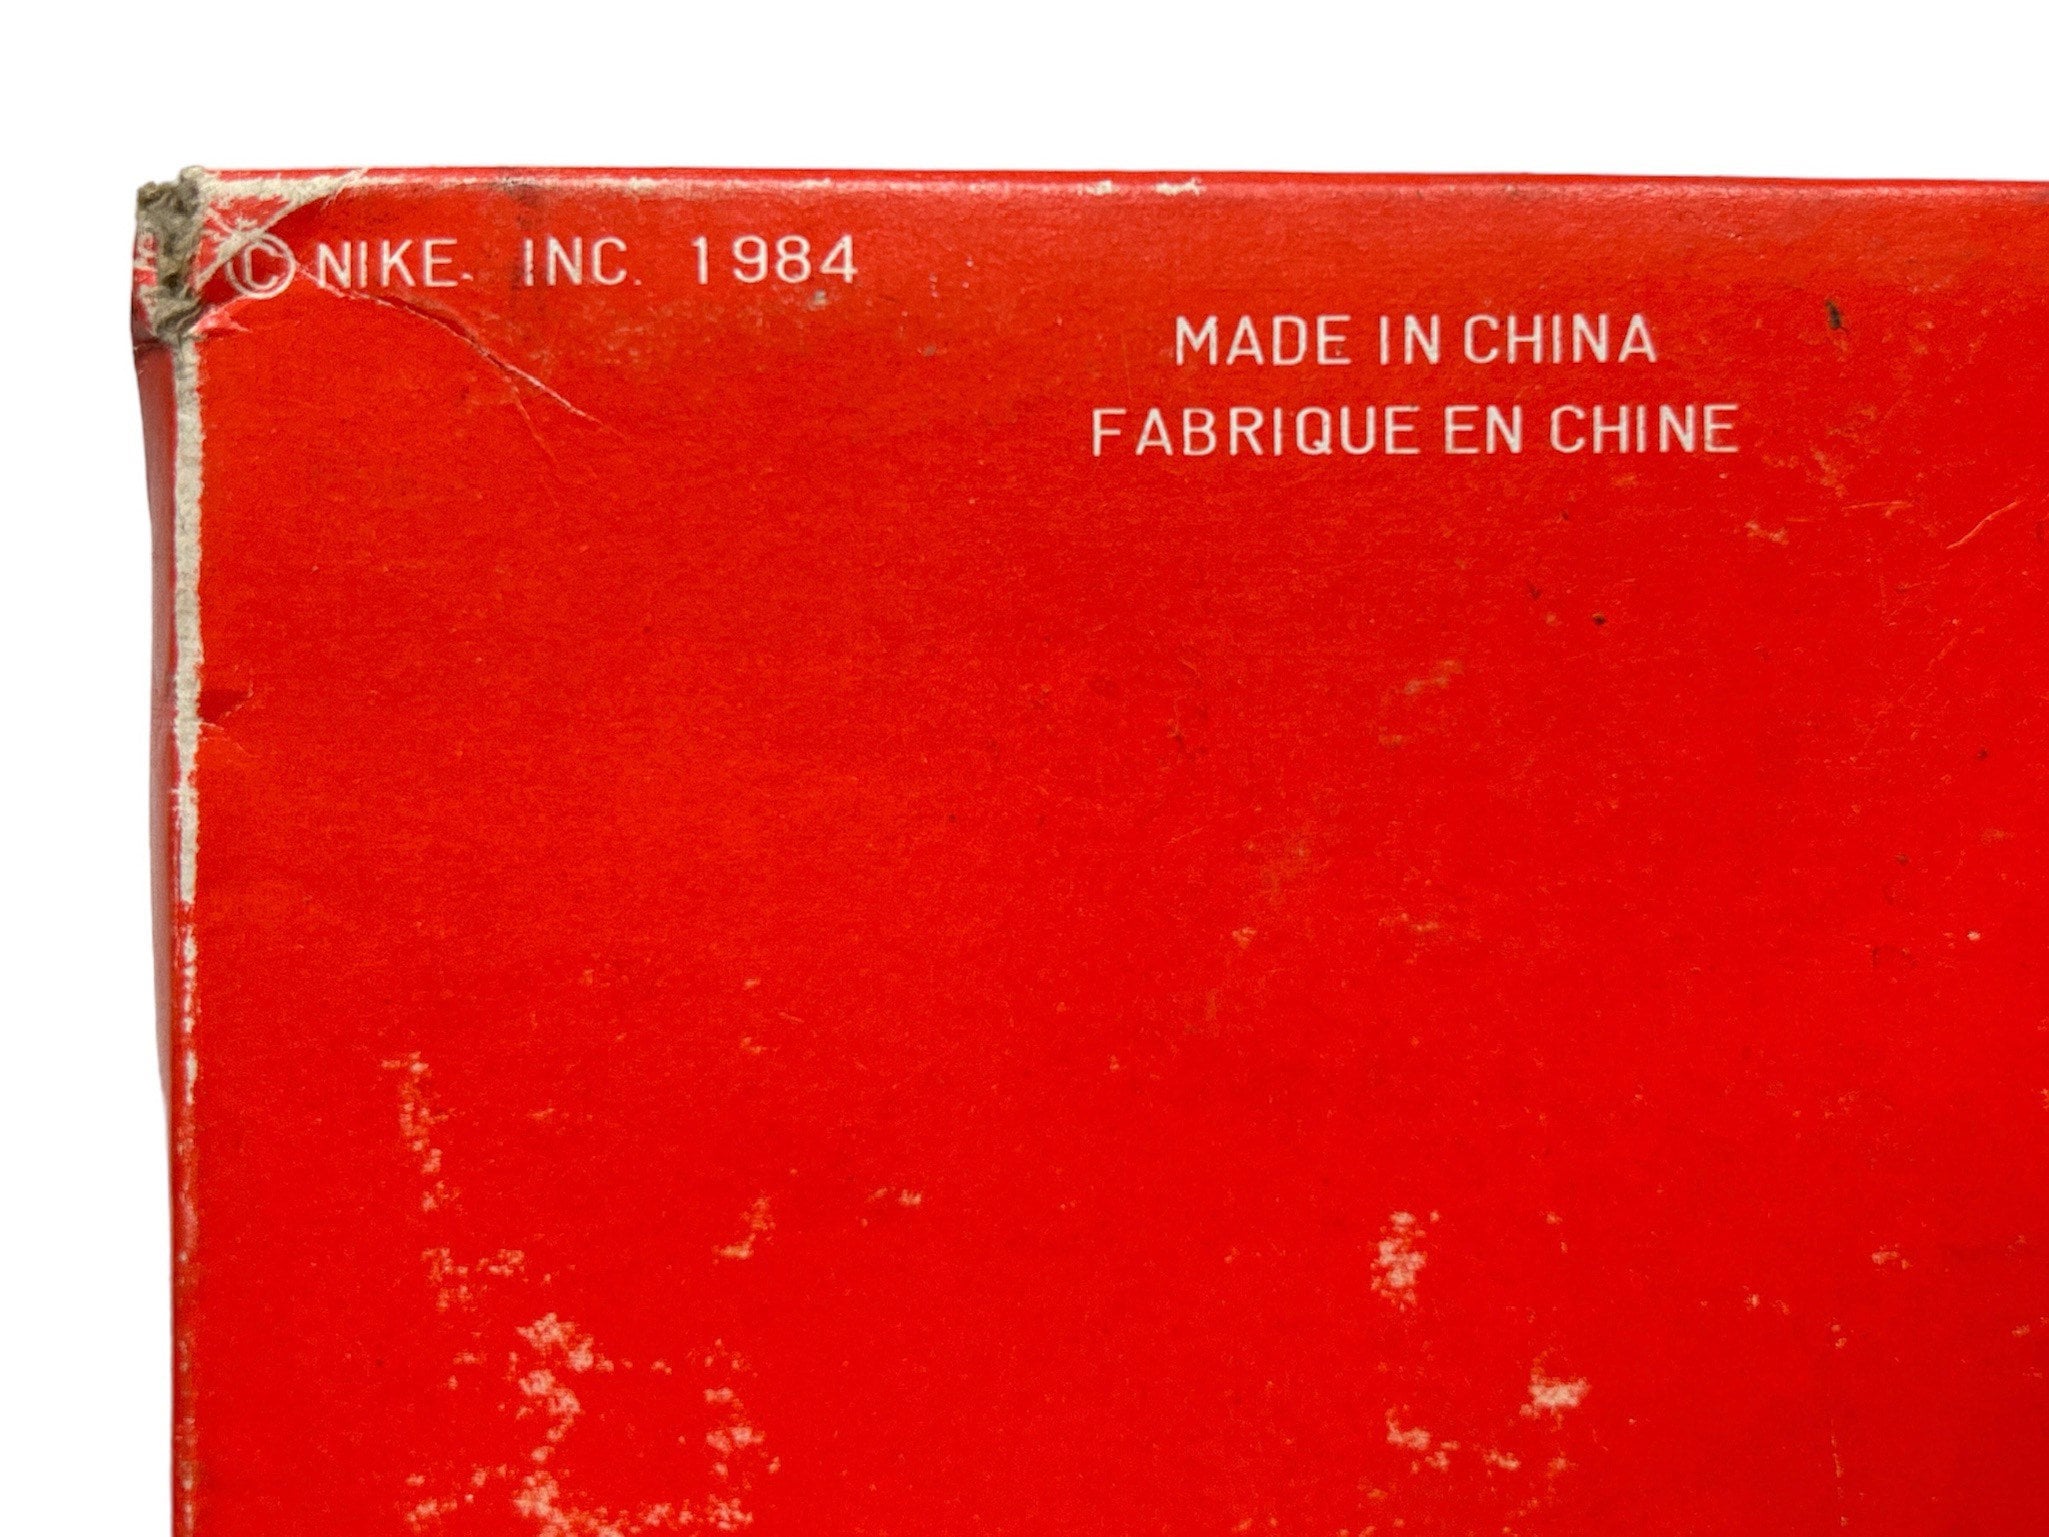 © NIKE. INC. 1984
MADE IN CHINA
FABRIQUE EN CHINE